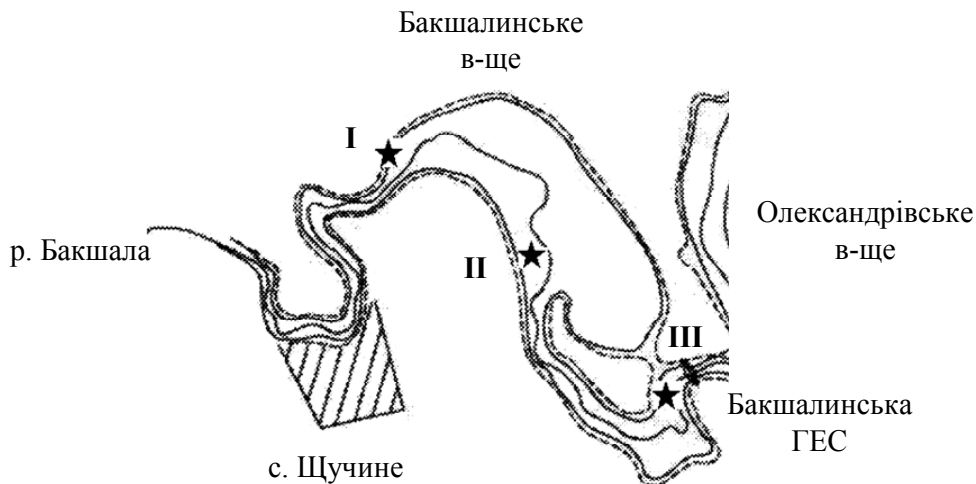 Бакшалинське
в-ще
I
Олександрівське
в-ще
р. Бакшала
II
III
Бакшалинська
ГЕС
с. Щучине